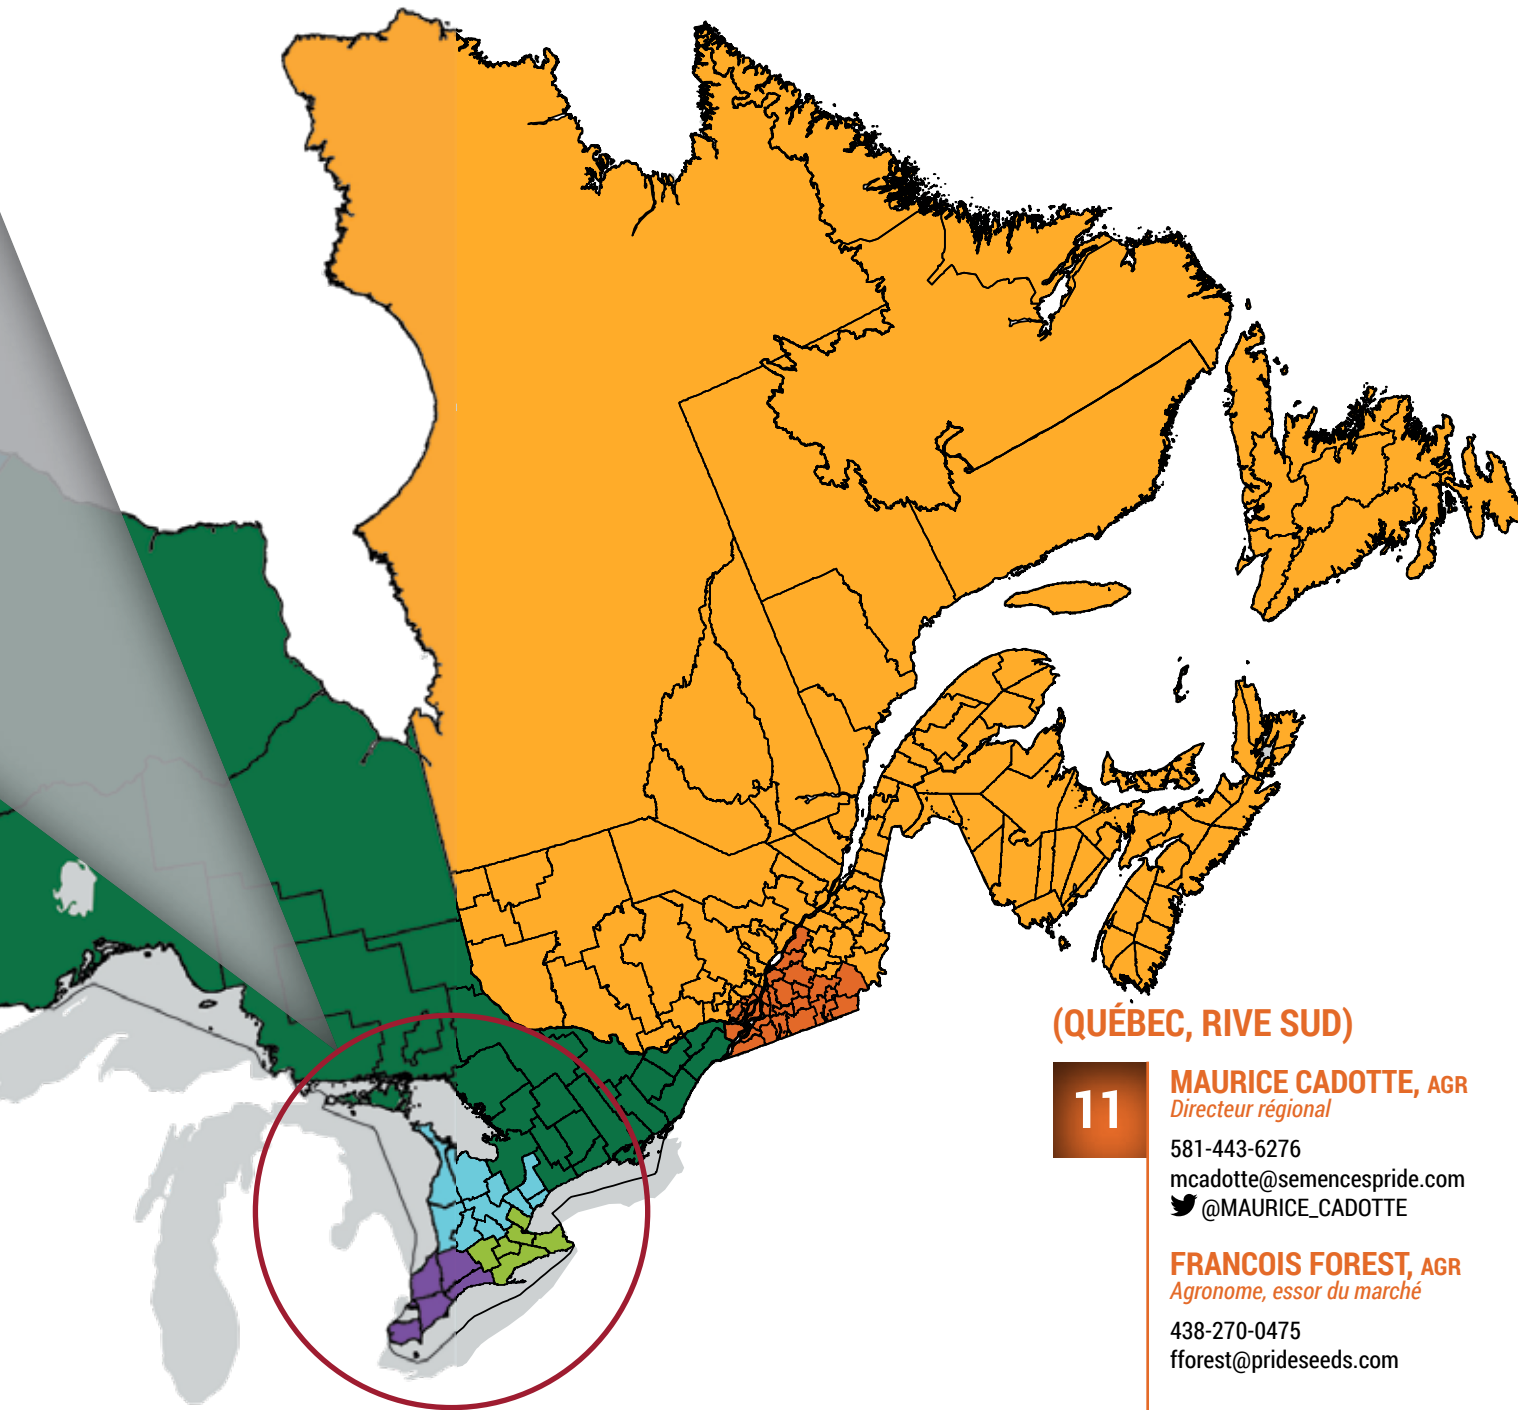 (QUÉBEC, RIVE SUD)
11
MAURICE CADOTTE, AGR
Directeur régional
581-443-6276
mcadotte@semencespride.com
@MAURICE_CADOTTE
FRANCOIS FOREST, AGR
Agronome, essor du marché
438-270-0475
fforest@prideseeds.com